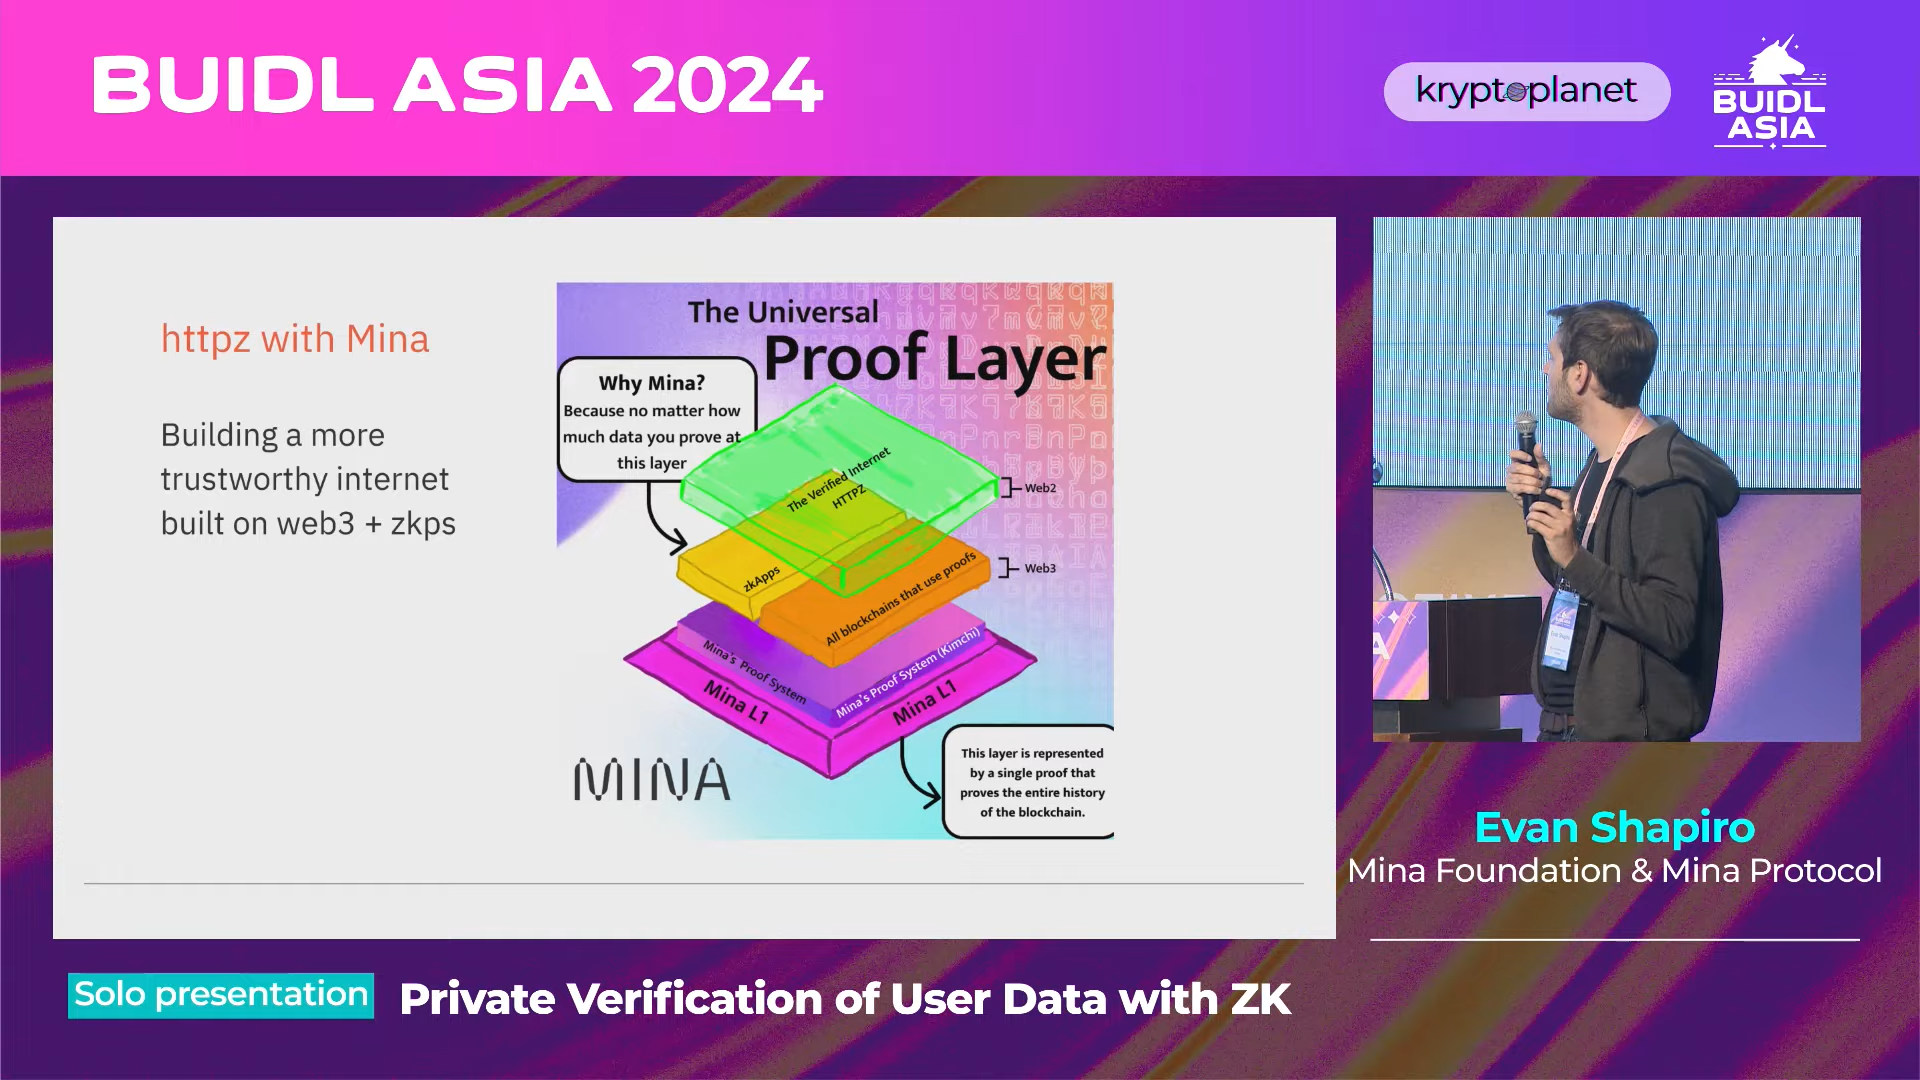 BUIDL ASIA 2024
kryptoplanet
BUIDL
ASIA
httpz with Mina
Building a more
trustworthy internet
built on web3 + zkps
The Universal
Proof Layer
Why Mina?
Because no matter how
much data you prove at
this layer
The Verified Internet
HTTPZ
Web2
zkApps
All blockchains that use proofs
Web3
Mina's Proof System
Mina's Proof System (Kimchi)
Mina L1
Mina L1
This layer is represented
by a single proof that
proves the entire history
of the blockchain.
MINA
Evan Shapiro
Mina Foundation & Mina Protocol
Solo presentation
Private Verification of User Data with ZK